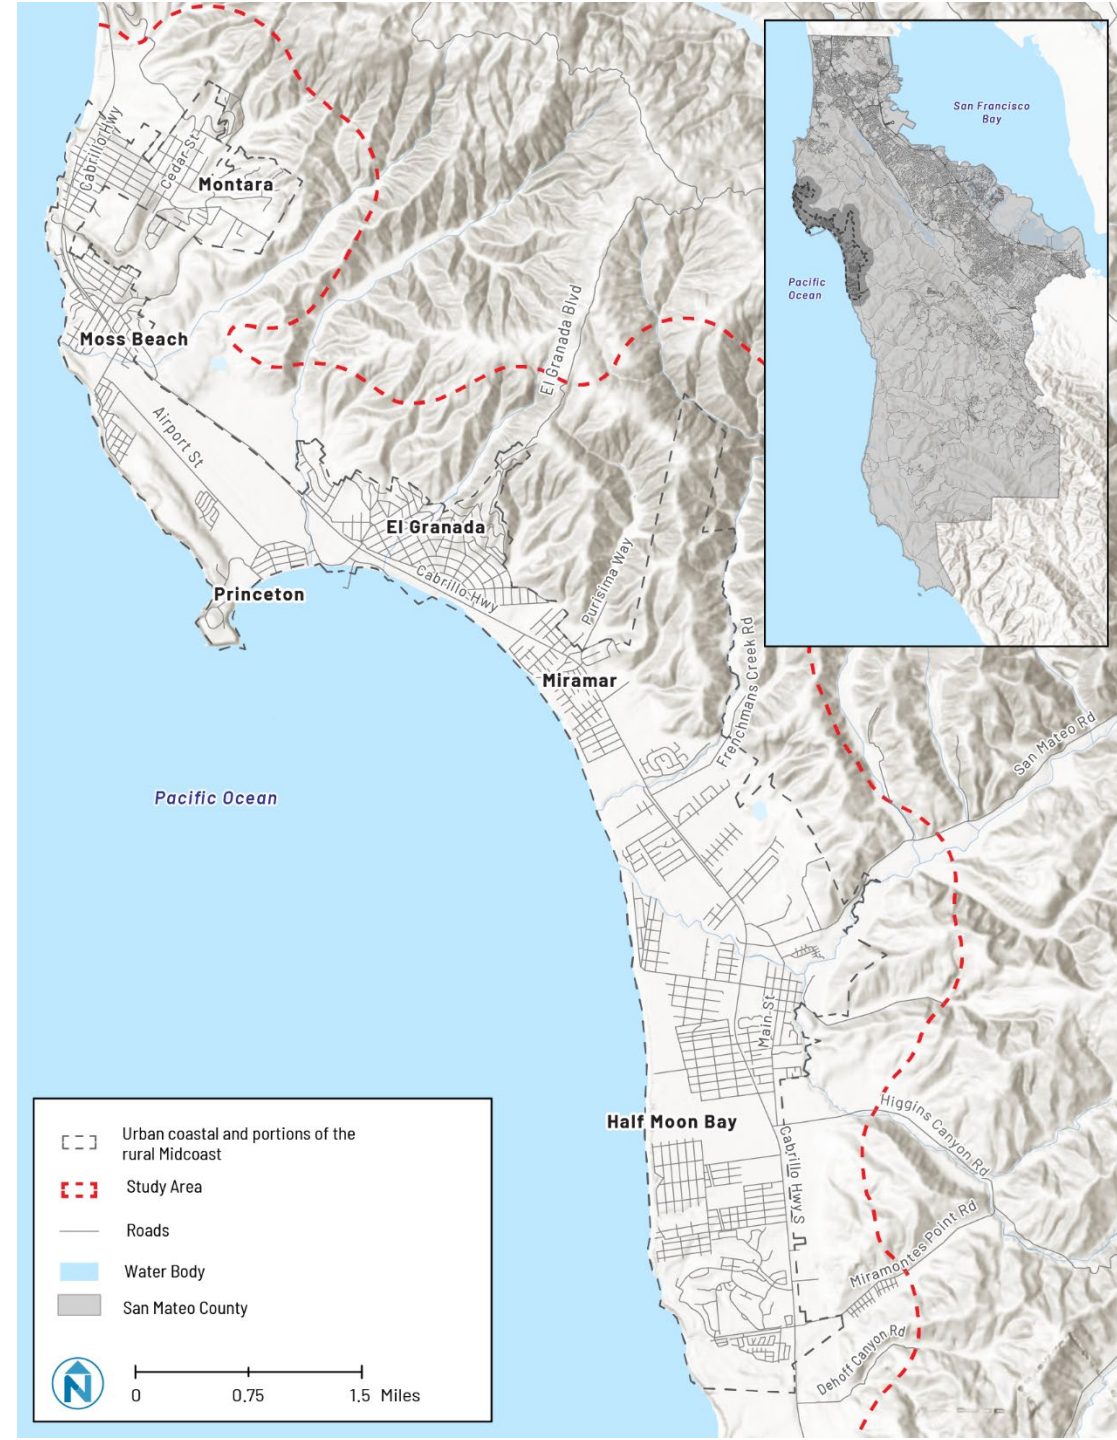 San Francisco
Bay
Cabrillo Hwy
Cedar St
Montara
Pacific
Ocean
Moss Beach
El Granada Blvd
Airport St
El Granada
Cabrillo Hwy
Purisima Way
Princeton
Miramar
Frenchmans Creek Rd
San Mateo Rd
Pacific Ocean
Main St
Higgins Canyon Rd
Half Moon Bay
Cabrillo Hwy S
Miramontes Point Rd
Dehoff Canyon Rd
Urban coastal and portions of the
rural Midcoast
Study Area
Roads
Water Body
San Mateo County
N
0 0.75 1.5 Miles